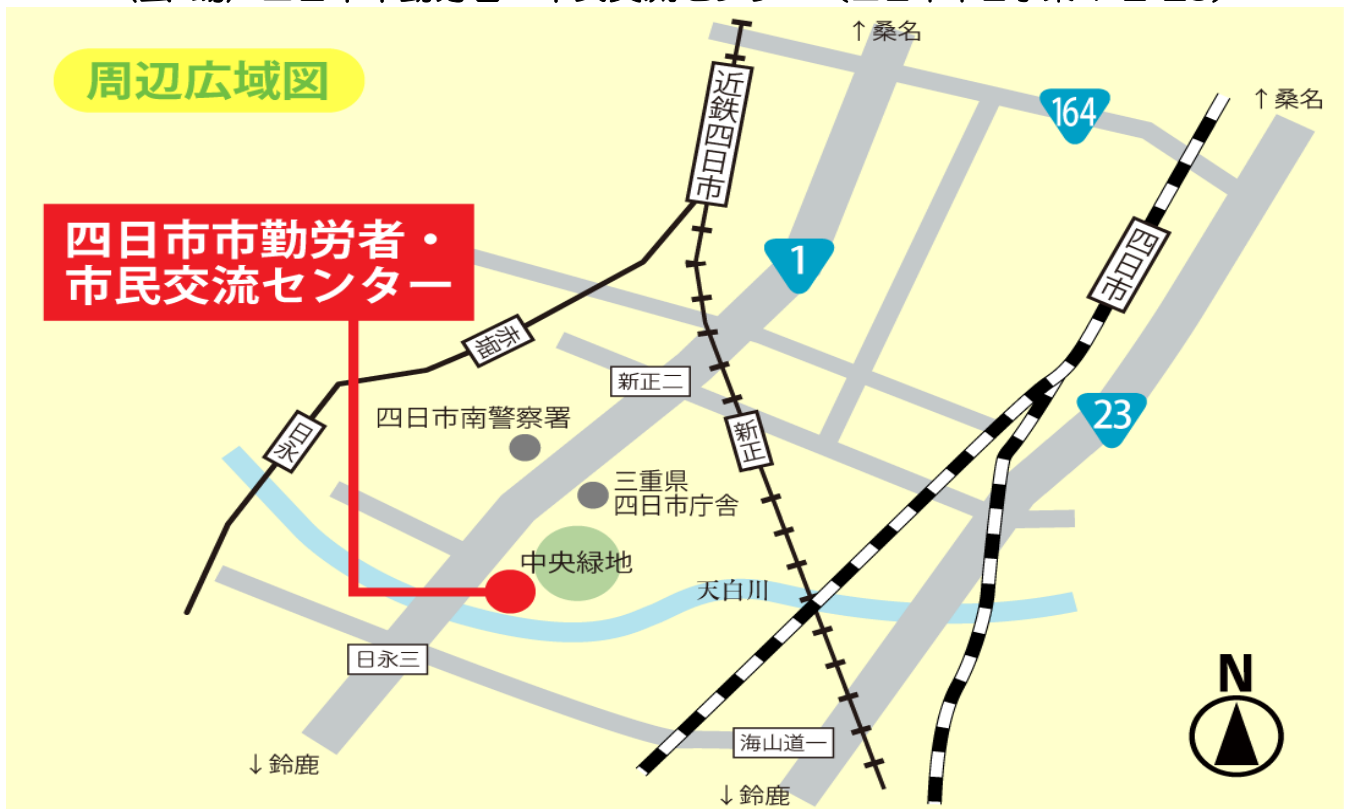 ↑桑名
周辺広域図
近鉄四日市
164
↑桑名
四日市市勤労者・
市民交流センター
1
四日市
赤堀
新正二
23
四日市南警察署
日永
新正
三重県
四日市庁舎
中央緑地
天白川
日永三
N
海山道一
↓鈴鹿
↓鈴鹿